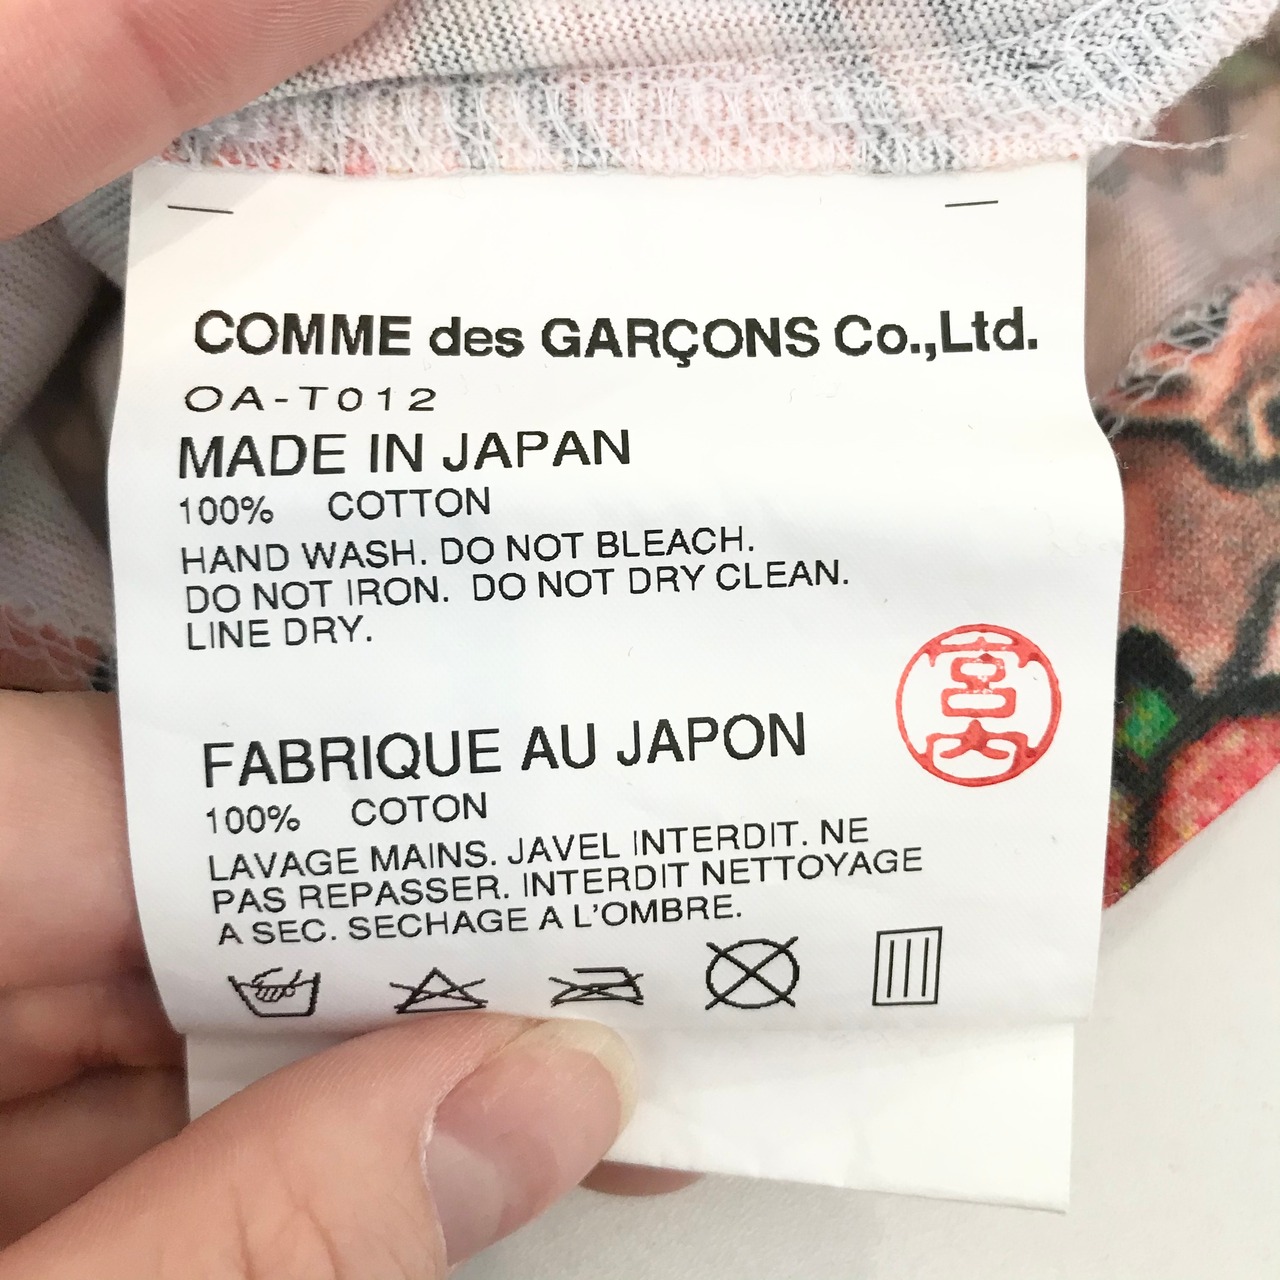 COMME des GARÇONS Co.,Ltd.
OA-T012
MADE IN JAPAN
100% COTTON
HAND WASH. DO NOT BLEACH.
DO NOT IRON. DO NOT DRY CLEAN.
LINE DRY.
宮内
FABRIQUE AU JAPON
100% COTON
LAVAGE MAINS. JAVEL INTERDIT. NE
PAS REPASSER. INTERDIT NETTOYAGE
A SEC. SECHAGE A L'OMBRE.